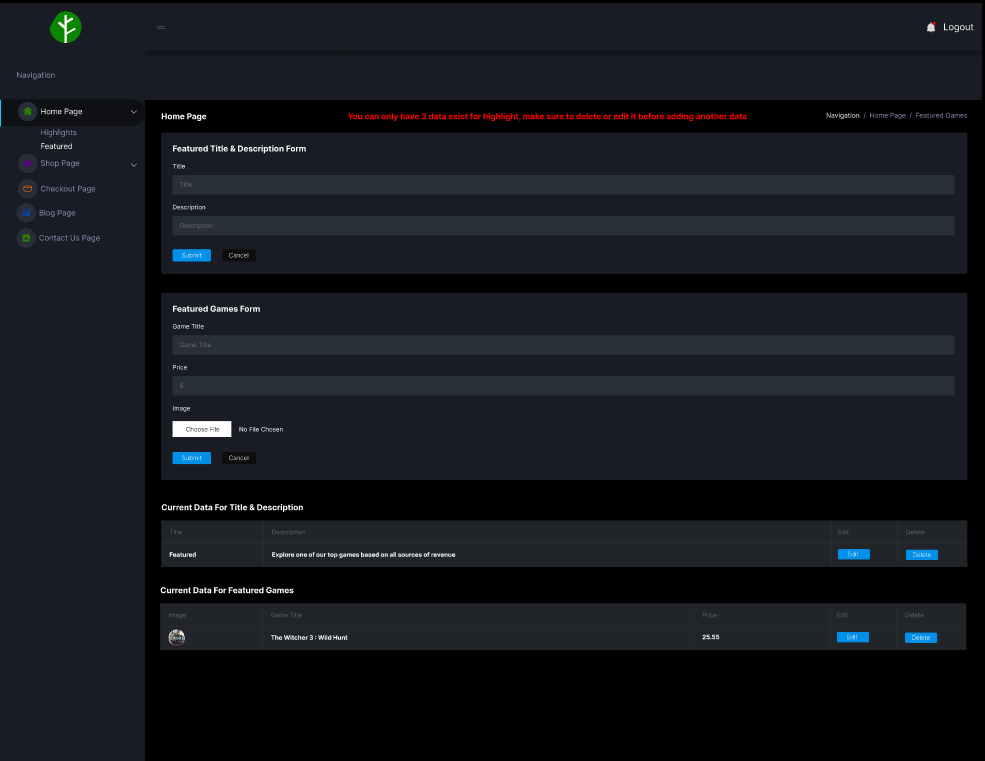 Logout
Navigation
Home Page
Highlights
Featured
Shop Page
Checkout Page
Blog Page
Contact Us Page
Home Page
You can only have 3 data exist for highlight, make sure to delete or edit it before adding another data
Navigation / Home Page / Featured Games
Featured Title & Description Form
Title
Title
Description
Description
Submit Cancel
Featured Games Form
Game Title
Game Title
Price
$
Image
Choose File No File Chosen
Submit Cancel
Current Data For Title & Description
Title Description Edit Delete
Featured Explore one of our top games based on all sources of revenue Edit Delete
Current Data For Featured Games
Image Game Title Price Edit Delete
The Witcher 3 : Wild Hunt 25.55 Edit Delete